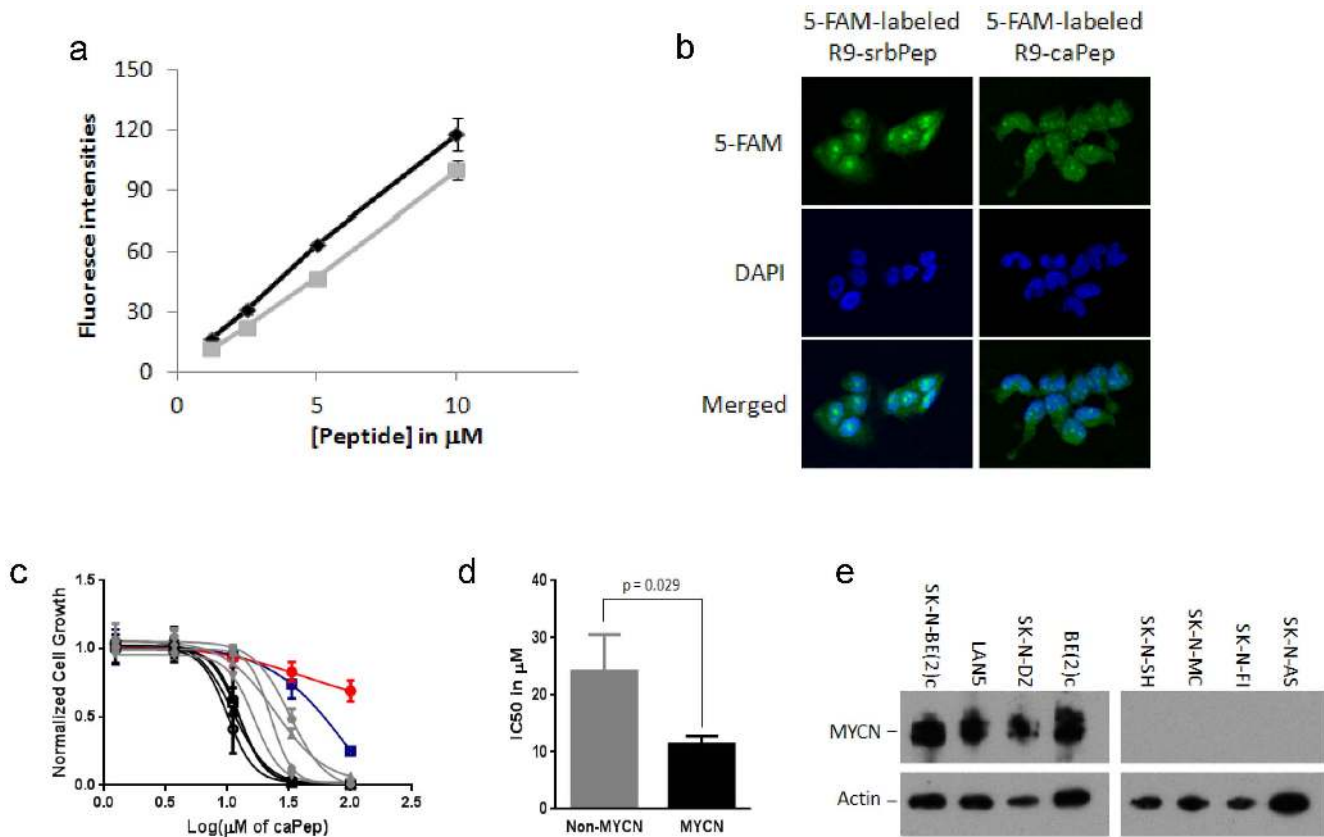 a
150
120
90
60
30
0
0 5 10
Fluoresce intensities
[Peptide] in μM
b
5-FAM-labeled R9-srbPep
5-FAM-labeled R9-caPep
5-FAM
DAPI
Merged
c
1.5
1.0
0.5
0.0
0.0 0.5 1.0 1.5 2.0 2.5
Normalized Cell Growth
Log(μM of caPep)
d
40
30
20
10
0
IC50 in μM
p = 0.029
Non-MYCN MYCN
e
SK-N-BE(2)c
LAN5
SK-N-DZ
BE(2)c
SK-N-SH
SK-N-MC
SK-N-FI
SK-N-AS
MYCN –
Actin –